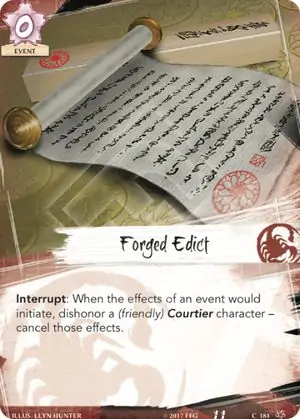 0
EVENT
Forged Edict
Interrupt: When the effects of an event would
initiate, dishonor a (friendly) Courtier character –
cancel those effects.
ILLUS. LLYN HUNTER
© 2017 FFG
11
C 184